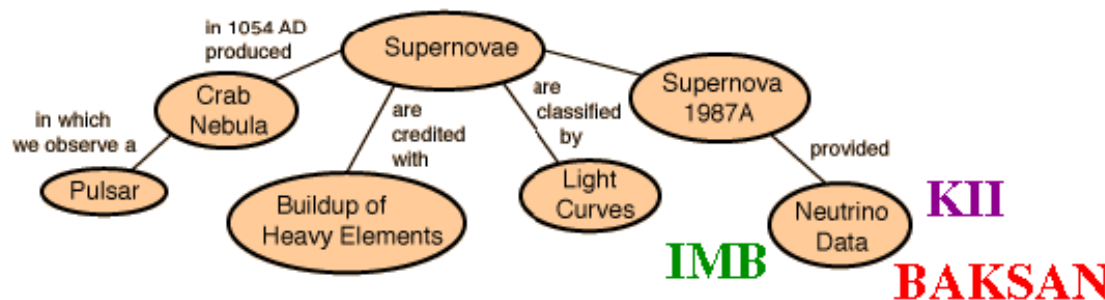 in 1054 AD
produced
Supernovae
Crab
Nebula
Supernova
1987A
in which
we observe a
are
credited
with
are
classified
by
provided
Pulsar
Buildup of
Heavy Elements
Light
Curves
Neutrino
Data
KII
IMB
BAKSAN